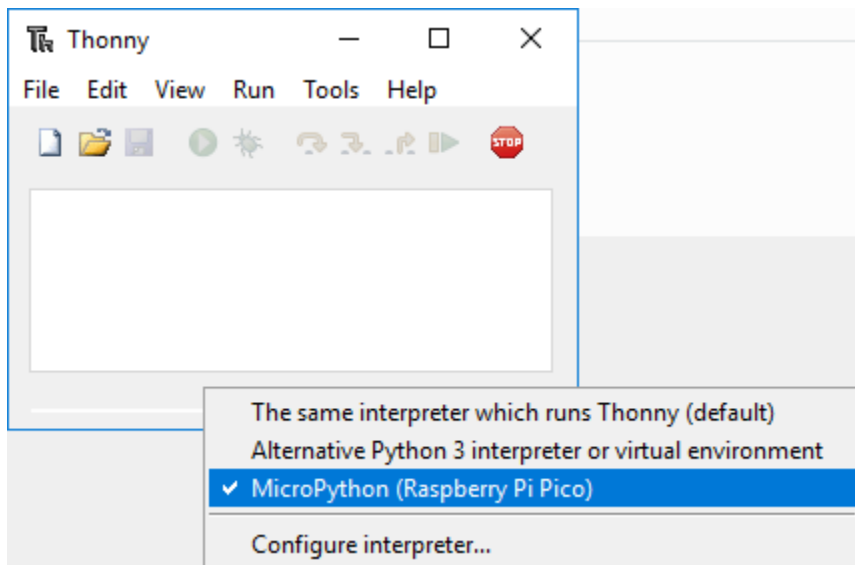 Thonny
File Edit View Run Tools Help
STOP
The same interpreter which runs Thonny (default)
Alternative Python 3 interpreter or virtual environment
MicroPython (Raspberry Pi Pico)
Configure interpreter...